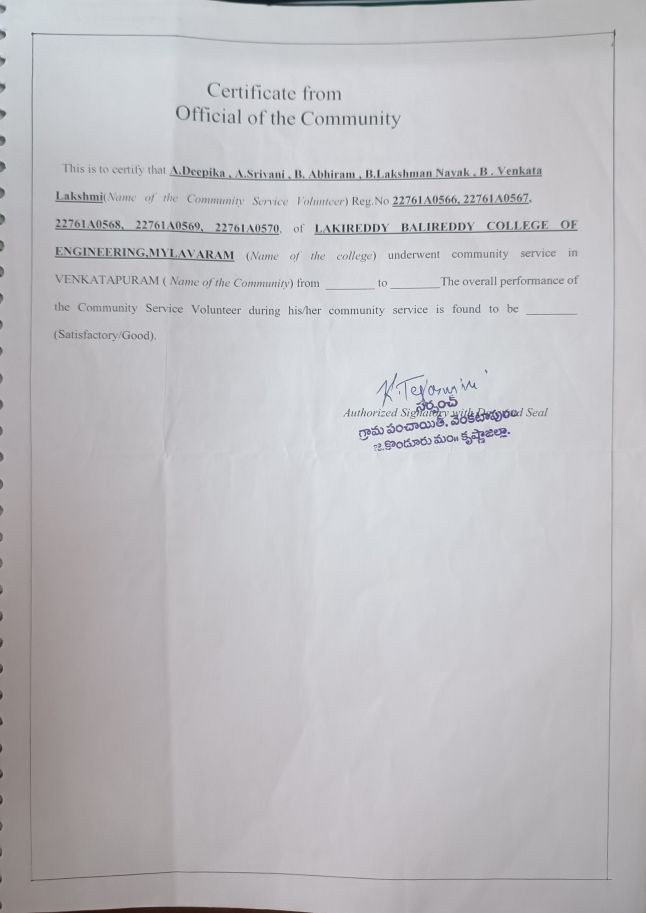 Certificate from
Official of the Community
This is to certify that A.Deepika , A.Srivani , B. Abhiram , B.Lakshman Nayak , B . Venkata
Lakshmi(Name of the Community Service Volunteer) Reg.No 22761A0566, 22761A0567,
22761A0568, 22761A0569, 22761A0570, of LAKIREDDY BALIREDDY COLLEGE OF
ENGINEERING,MYLAVARAM (Name of the college) underwent community service in
VENKATAPURAM ( Name of the Community) from ________ to ________The overall performance of
the Community Service Volunteer during his/her community service is found to be ________
(Satisfactory/Good).
సర్పంచ్
Authorized Signatory with Date and Seal
గ్రామ పంచాయితీ, వెంకటాపురం
జి.కొండూరు మం॥ కృష్ణాజిల్లా.